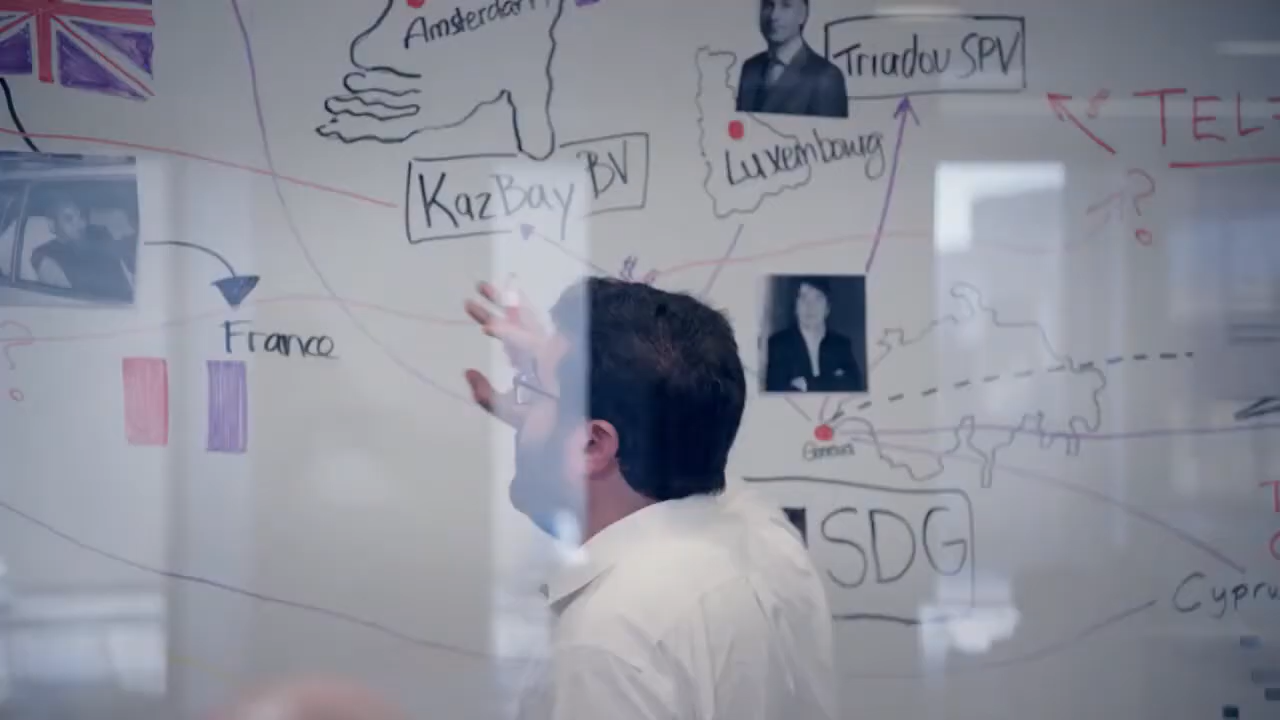 Amsterdam
Triadou SPV
TEL
Luxembourg
KazBay BV
?
France
?
Geneva
SDG
Cypru